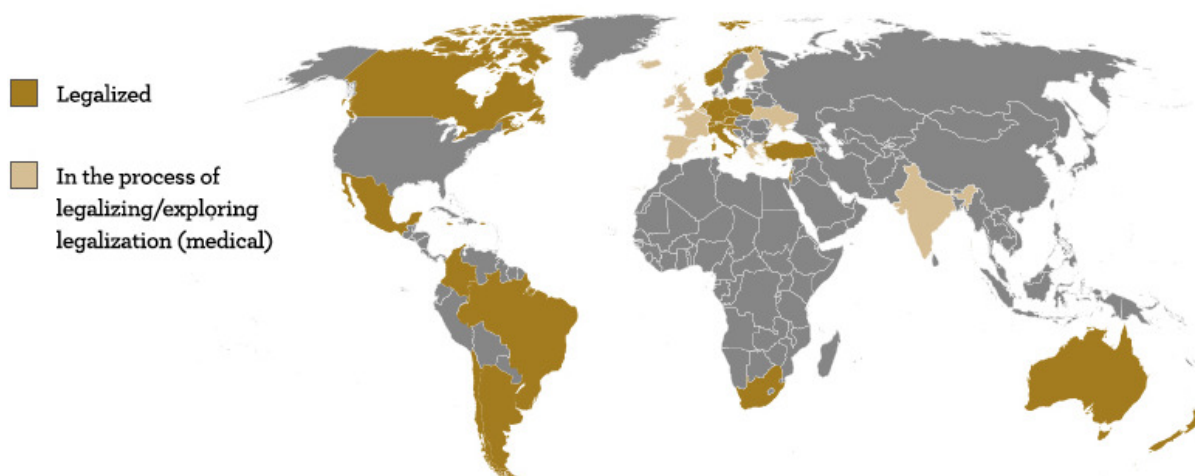 Legalized
In the process of
legalizing/exploring
legalization (medical)